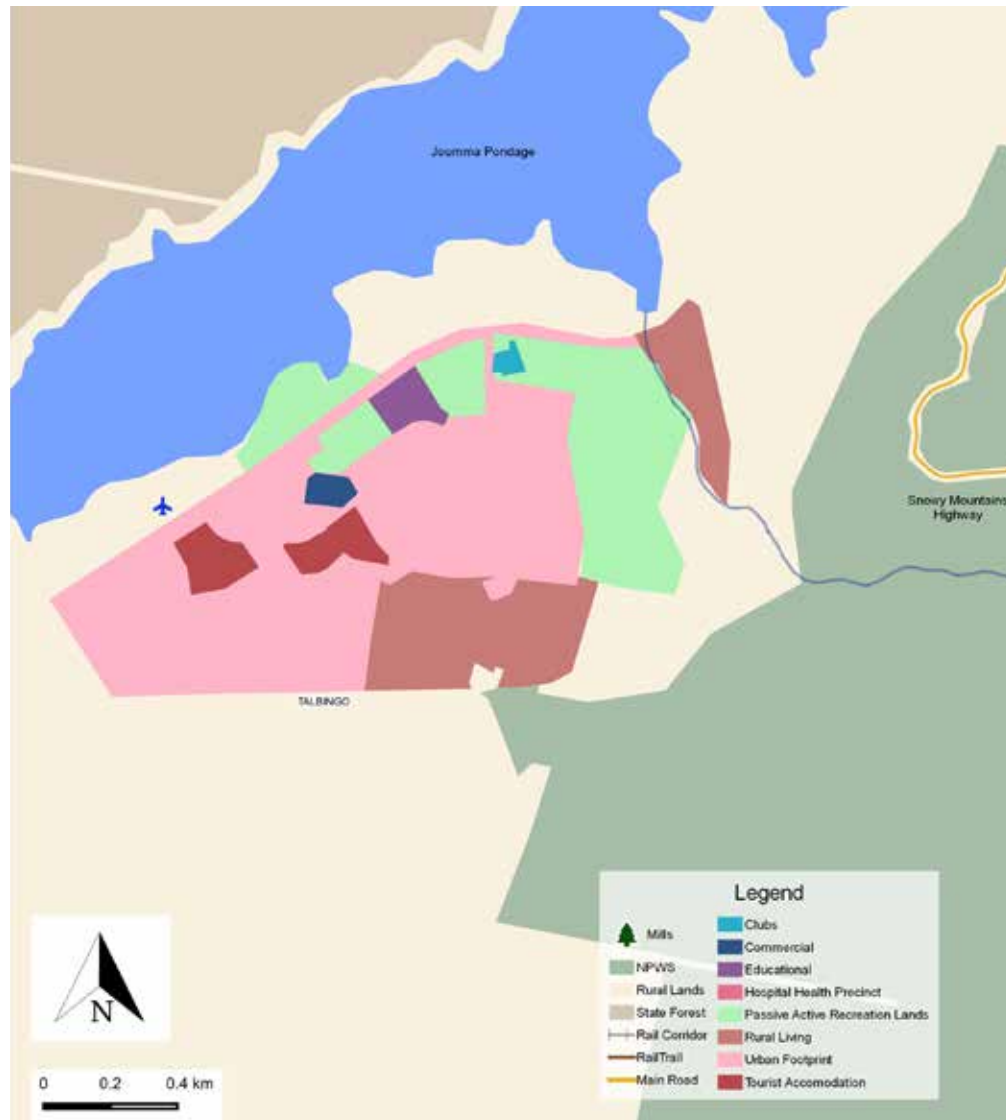 Joumma Pondage
Snowy Mountains
Highway
TALBINGO
Legend
Mills
NPWS
Rural Lands
State Forest
Rail Corridor
RailTrail
Main Road
Clubs
Commercial
Educational
Hospital Health Precinct
Passive Active Recreation Lands
Rural Living
Urban Footprint
Tourist Accomodation
N
0 0.2 0.4 km